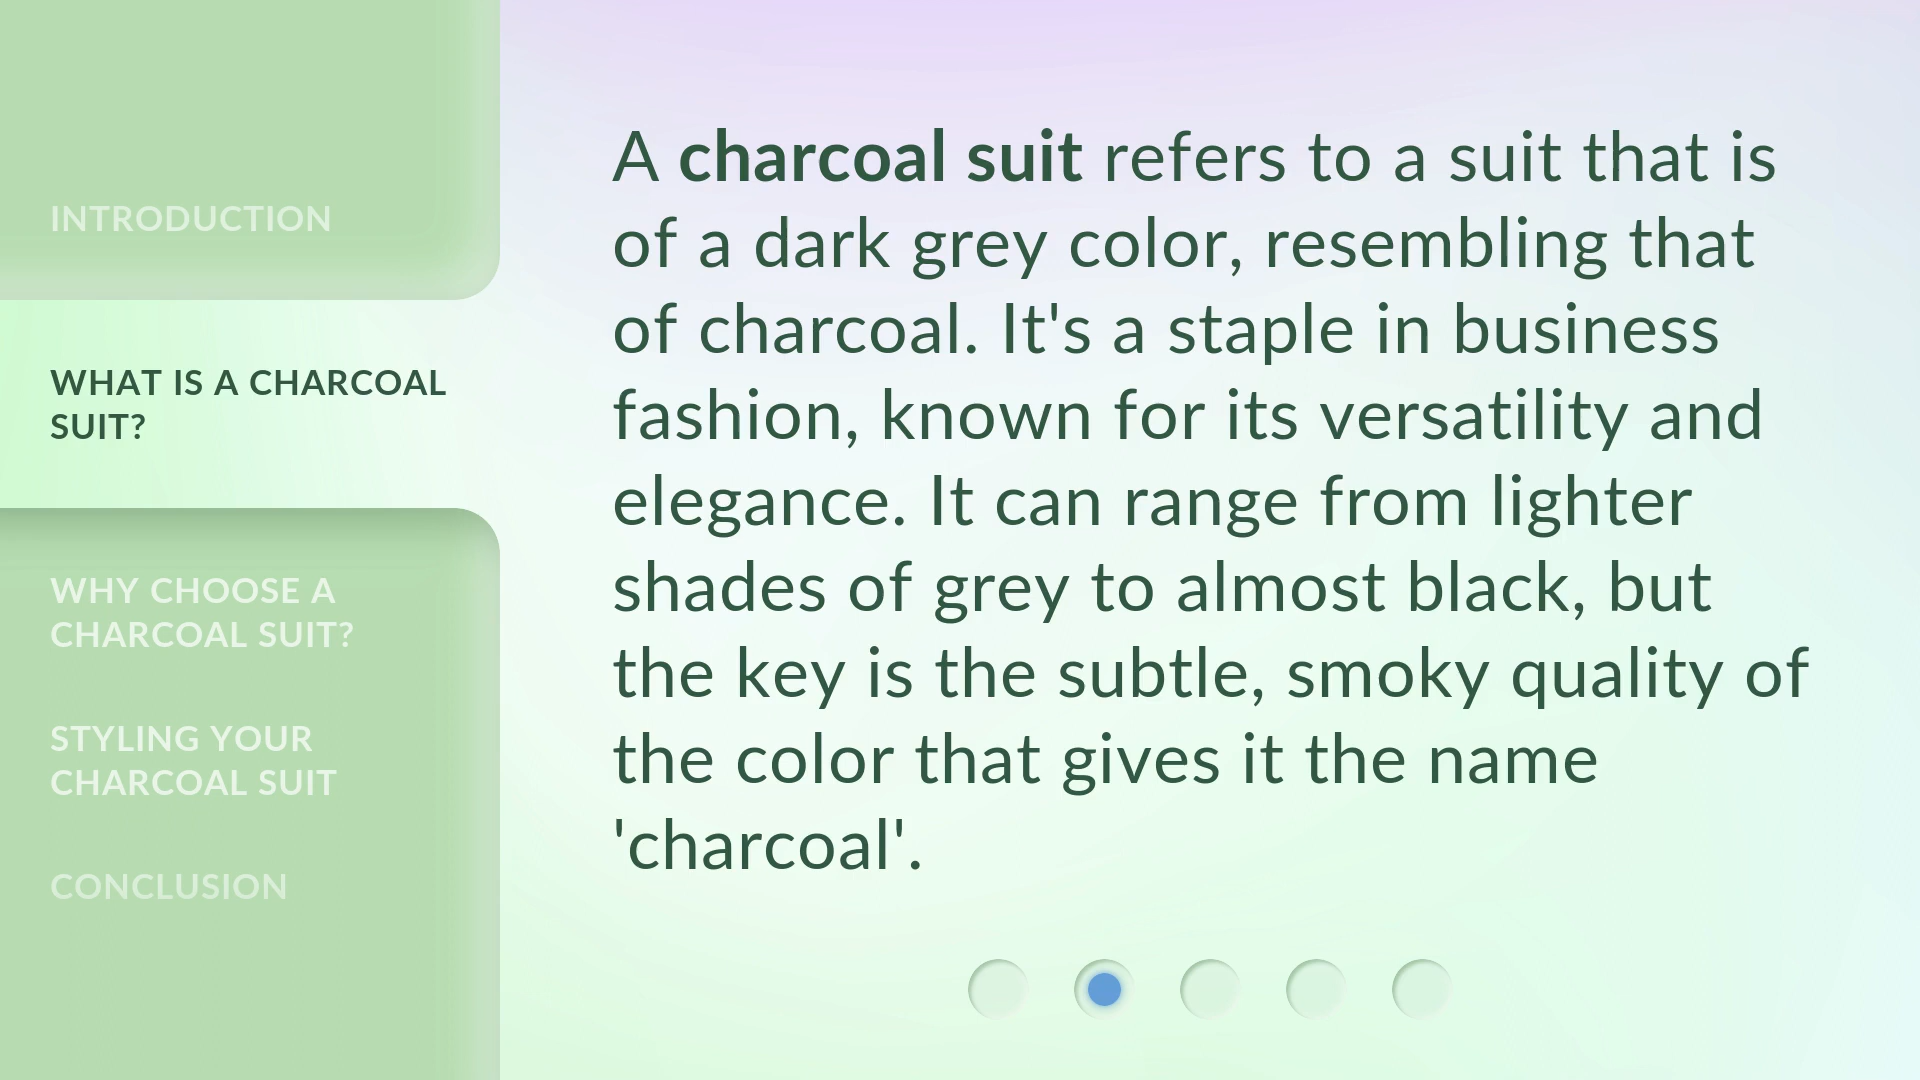 INTRODUCTION
WHAT IS A CHARCOAL
SUIT?
WHY CHOOSE A
CHARCOAL SUIT?
STYLING YOUR
CHARCOAL SUIT
CONCLUSION
A charcoal suit refers to a suit that is
of a dark grey color, resembling that
of charcoal. It's a staple in business
fashion, known for its versatility and
elegance. It can range from lighter
shades of grey to almost black, but
the key is the subtle, smoky quality of
the color that gives it the name
'charcoal'.